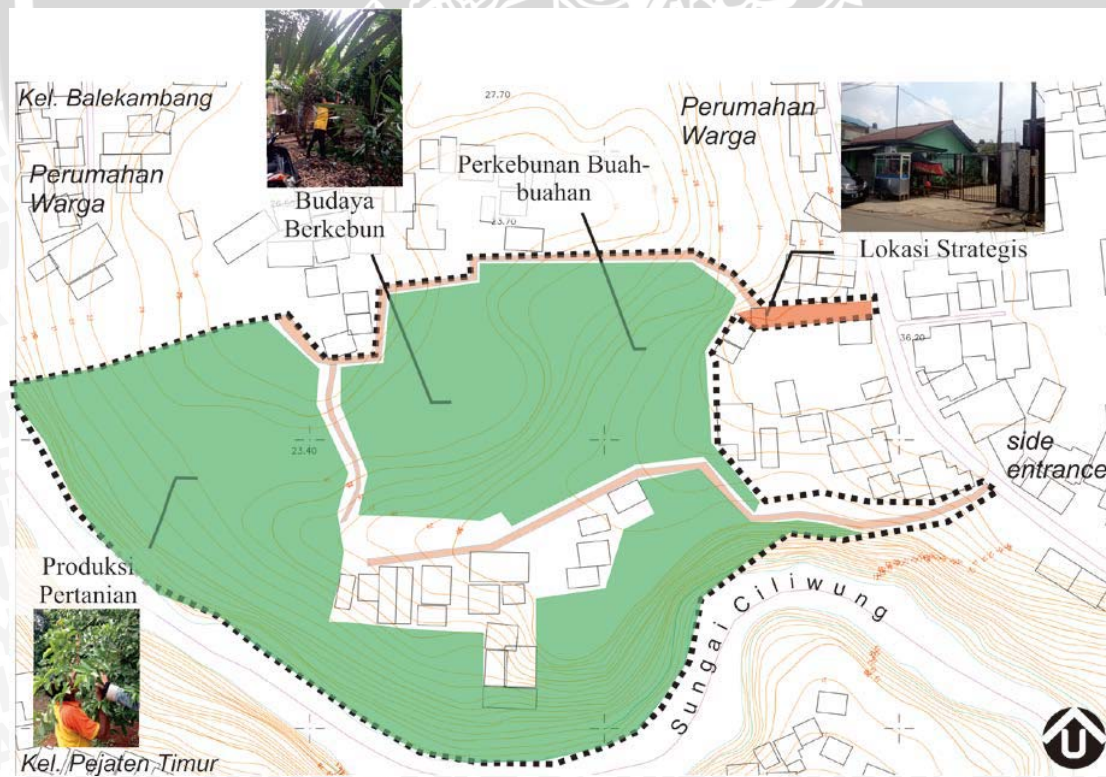 Kel. Balekambang
Perumahan
Warga
27.70
Perumahan
Warga
Perkebunan Buah-
buahan
Budaya
Berkebun
23.70
Lokasi Strategis
36.20
side
entrance
23.40
Produksi
Pertanian
Sungai Ciliwung
Kel. Pejaten Timur
U